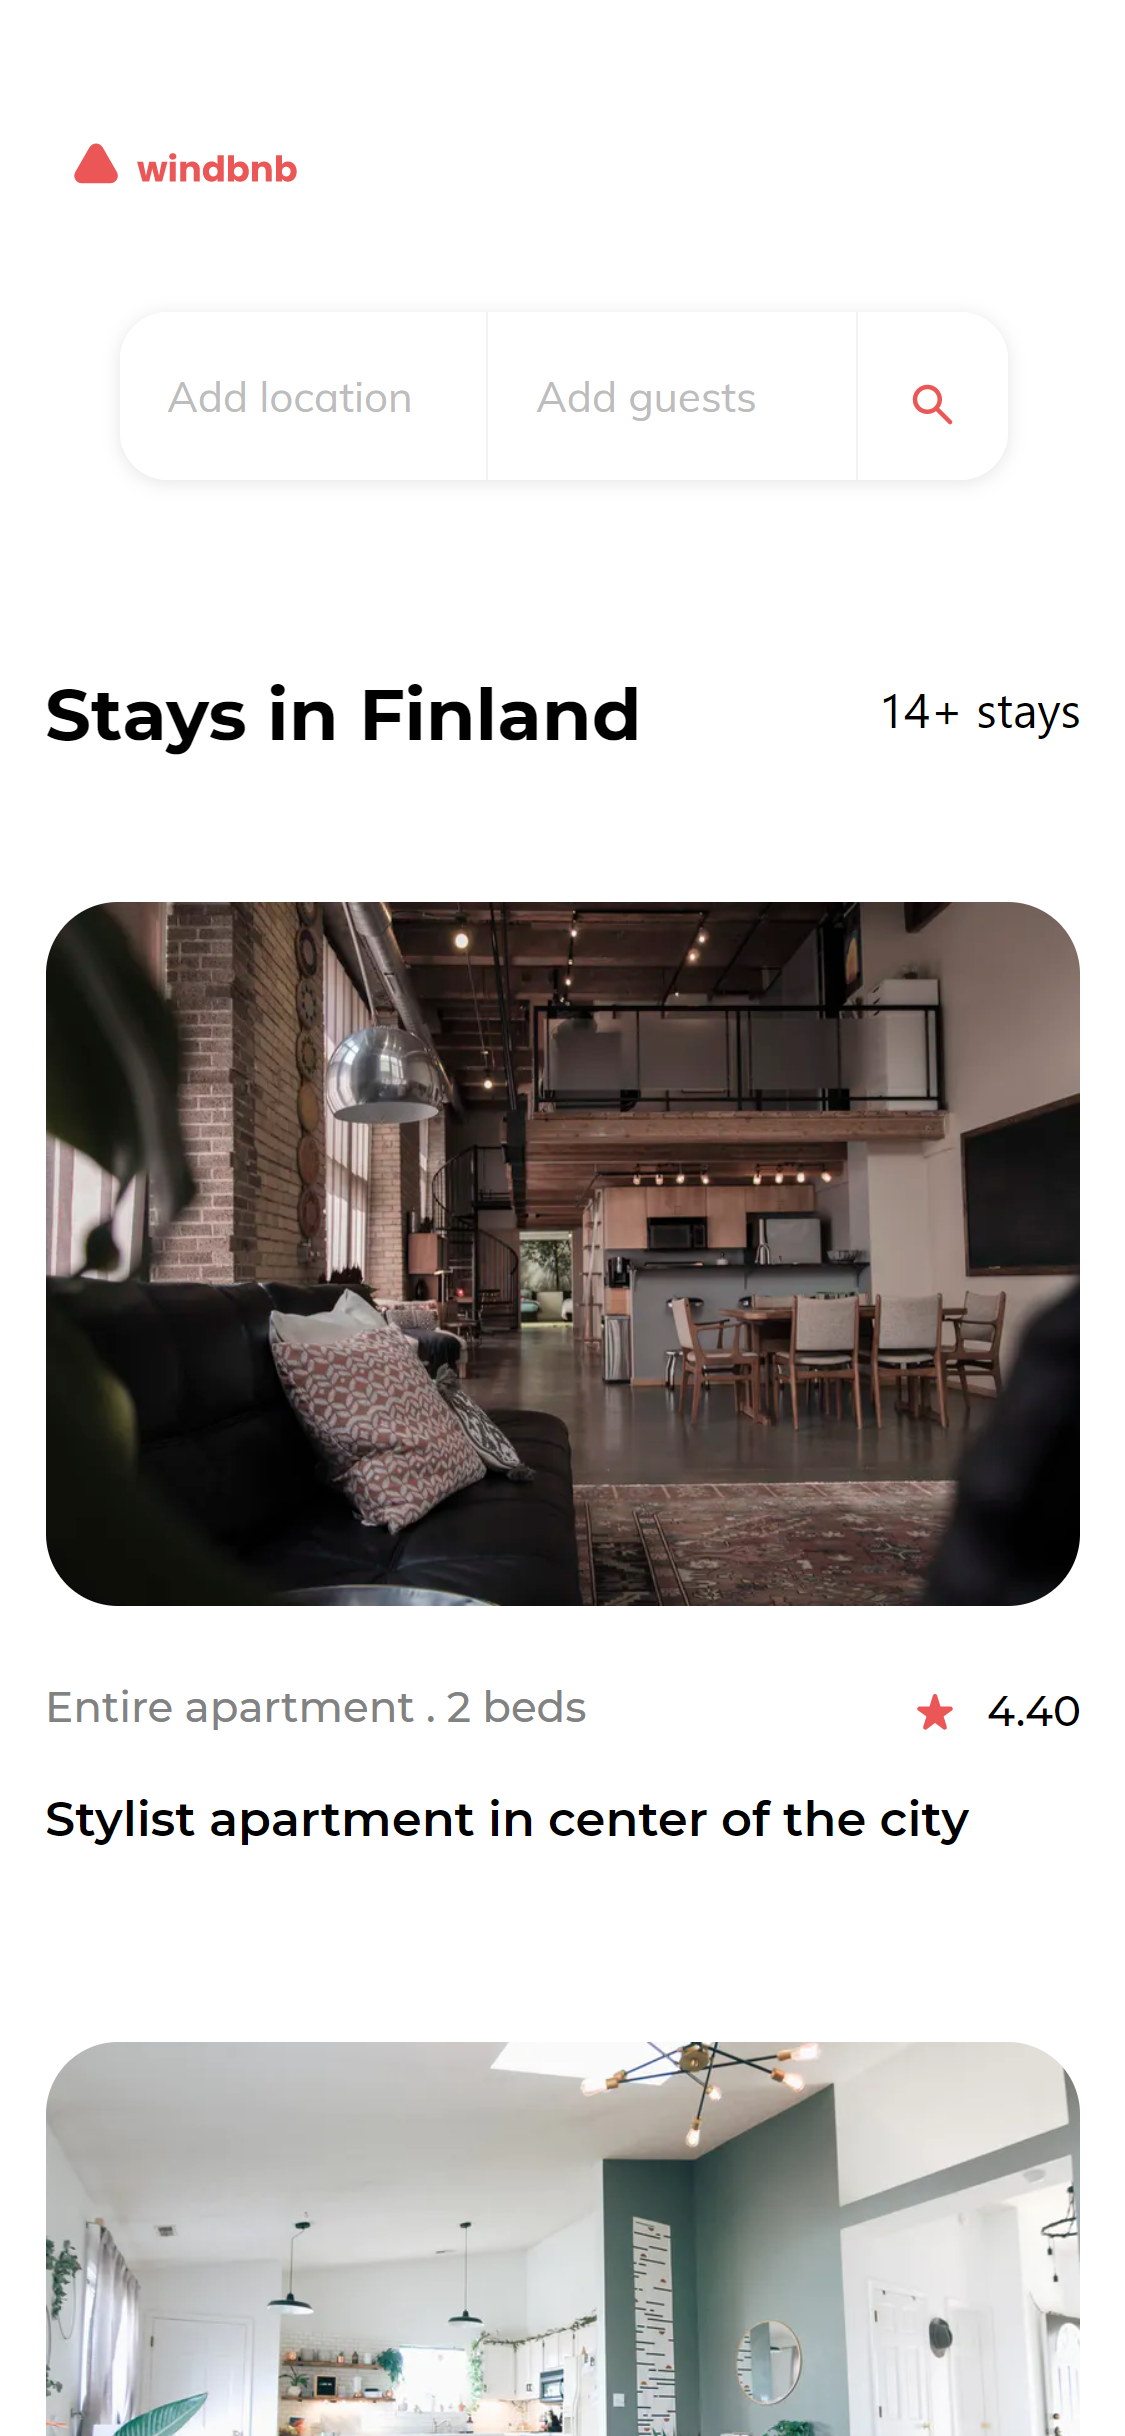 windbnb
Add location
Add guests
Stays in Finland
14+ stays
Entire apartment . 2 beds
4.40
Stylist apartment in center of the city